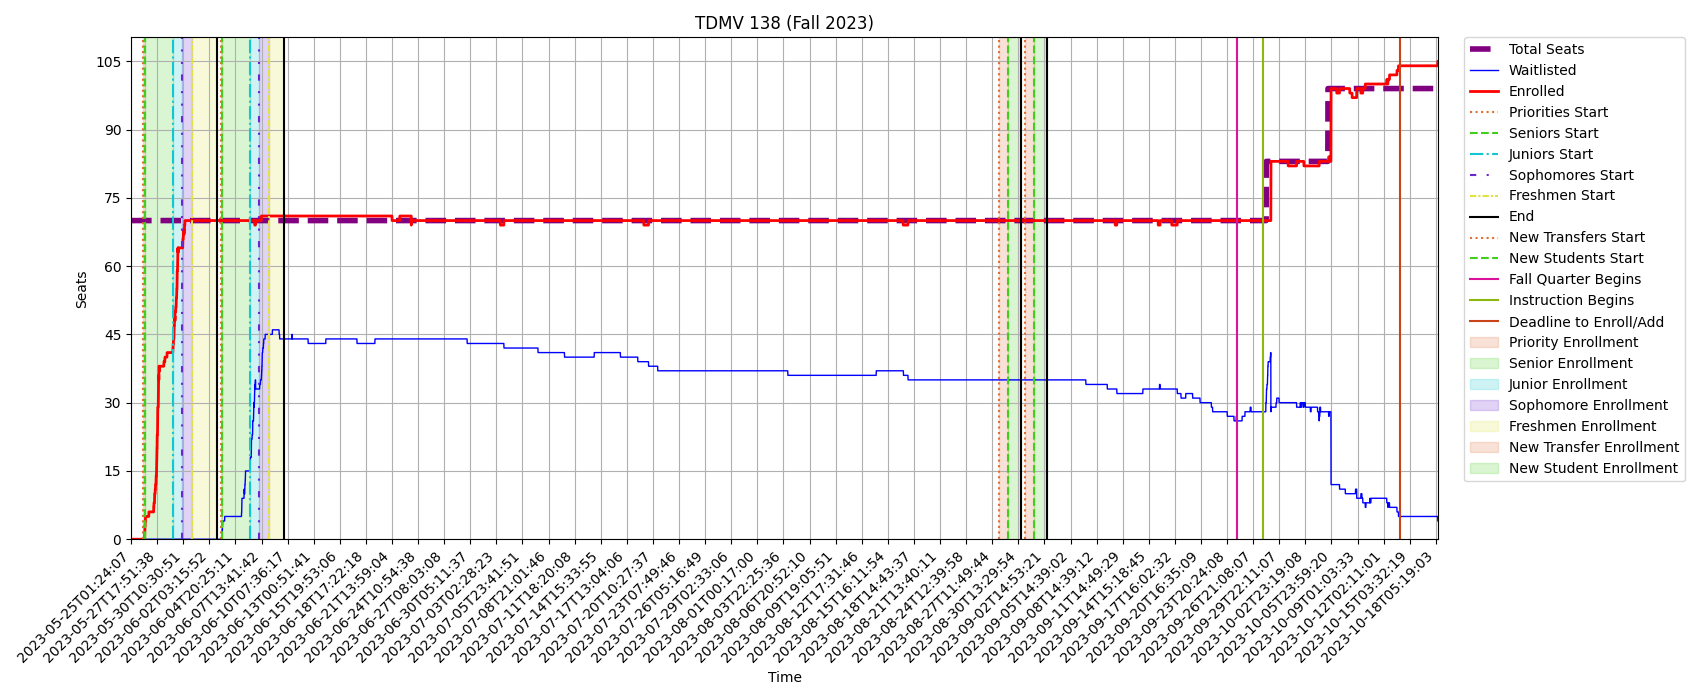 TDMV 138 (Fall 2023)
Seats
105
90
75
60
45
30
15
0
2023-05-25T01:24:07
2023-05-27T17:51:38
2023-05-30T10:30:51
2023-06-02T03:15:52
2023-06-04T20:25:11
2023-06-07T13:41:42
2023-06-10T07:36:17
2023-06-13T00:51:41
2023-06-15T19:53:06
2023-06-18T17:22:18
2023-06-21T13:59:04
2023-06-24T10:54:38
2023-06-27T08:03:08
2023-06-30T05:11:37
2023-07-03T02:28:23
2023-07-05T23:41:51
2023-07-08T21:01:46
2023-07-11T18:20:08
2023-07-14T15:33:55
2023-07-17T13:04:06
2023-07-20T10:27:37
2023-07-23T07:49:46
2023-07-26T05:16:49
2023-07-29T02:33:06
2023-08-01T00:17:00
2023-08-03T22:25:36
2023-08-06T20:52:10
2023-08-09T19:05:51
2023-08-12T17:31:46
2023-08-15T16:11:54
2023-08-18T14:43:37
2023-08-21T13:40:11
2023-08-24T12:39:58
2023-08-27T11:49:44
2023-08-30T13:29:54
2023-09-02T14:53:21
2023-09-05T14:39:02
2023-09-08T14:39:12
2023-09-11T14:49:29
2023-09-14T15:18:45
2023-09-17T16:02:32
2023-09-20T16:35:09
2023-09-23T20:24:08
2023-09-26T21:08:07
2023-09-29T22:11:07
2023-10-02T23:19:08
2023-10-05T23:59:20
2023-10-09T01:03:33
2023-10-12T02:11:01
2023-10-15T03:32:19
2023-10-18T05:19:03
Time
Total Seats
Waitlisted
Enrolled
Priorities Start
Seniors Start
Juniors Start
Sophomores Start
Freshmen Start
End
New Transfers Start
New Students Start
Fall Quarter Begins
Instruction Begins
Deadline to Enroll/Add
Priority Enrollment
Senior Enrollment
Junior Enrollment
Sophomore Enrollment
Freshmen Enrollment
New Transfer Enrollment
New Student Enrollment